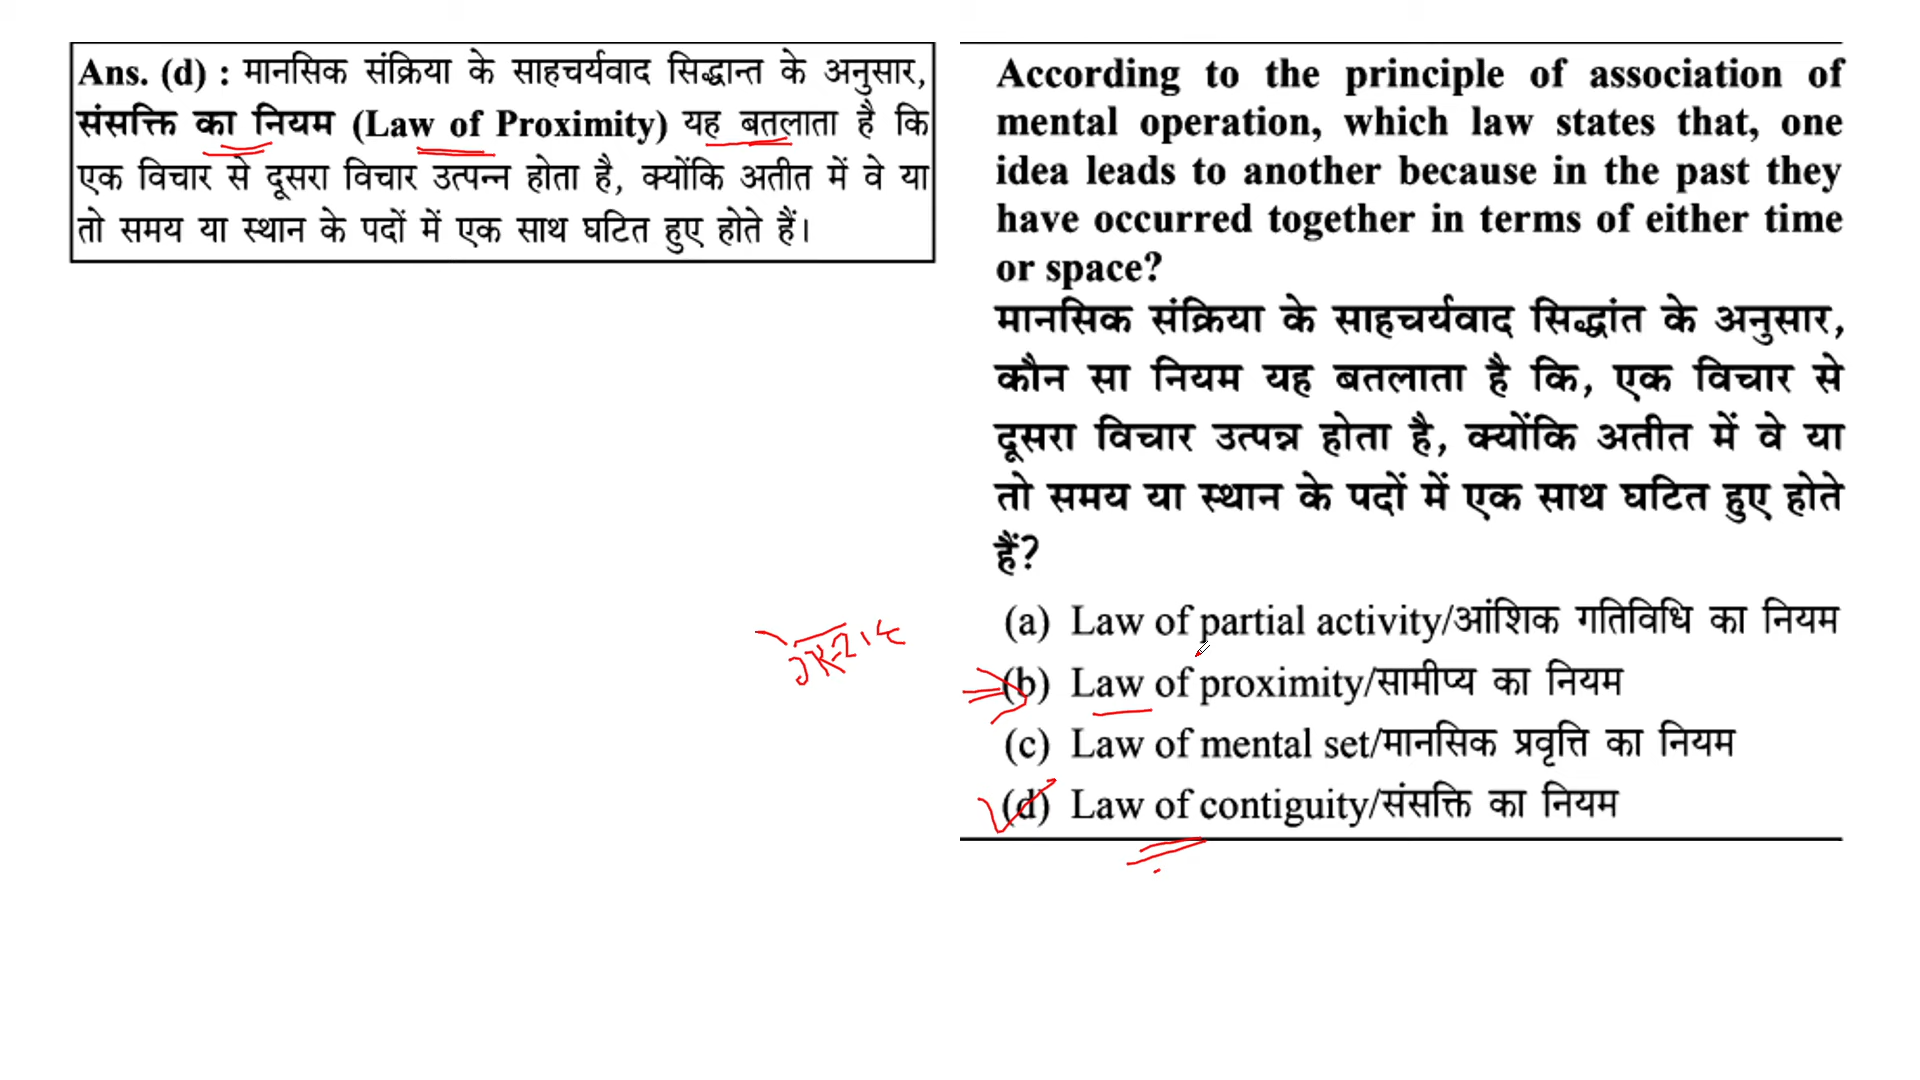 Ans. (d) : मानसिक संक्रिया के साहचर्यवाद सिद्धान्त के अनुसार,
संसक्ति का नियम (Law of Proximity) यह बतलाता है कि
एक विचार से दूसरा विचार उत्पन्न होता है, क्योंकि अतीत में वे या
तो समय या स्थान के पदों में एक साथ घटित हुए होते हैं।
According to the principle of association of
mental operation, which law states that, one
idea leads to another because in the past they
have occurred together in terms of either time
or space?
मानसिक संक्रिया के साहचर्यवाद सिद्धांत के अनुसार,
कौन सा नियम यह बतलाता है कि, एक विचार से
दूसरा विचार उत्पन्न होता है, क्योंकि अतीत में वे या
तो समय या स्थान के पदों में एक साथ घटित हुए होते
हैं?
(a) Law of partial activity/आंशिक गतिविधि का नियम
(b) Law of proximity/सामीप्य का नियम
(c) Law of mental set/मानसिक प्रवृत्ति का नियम
(d) Law of contiguity/संसक्ति का नियम